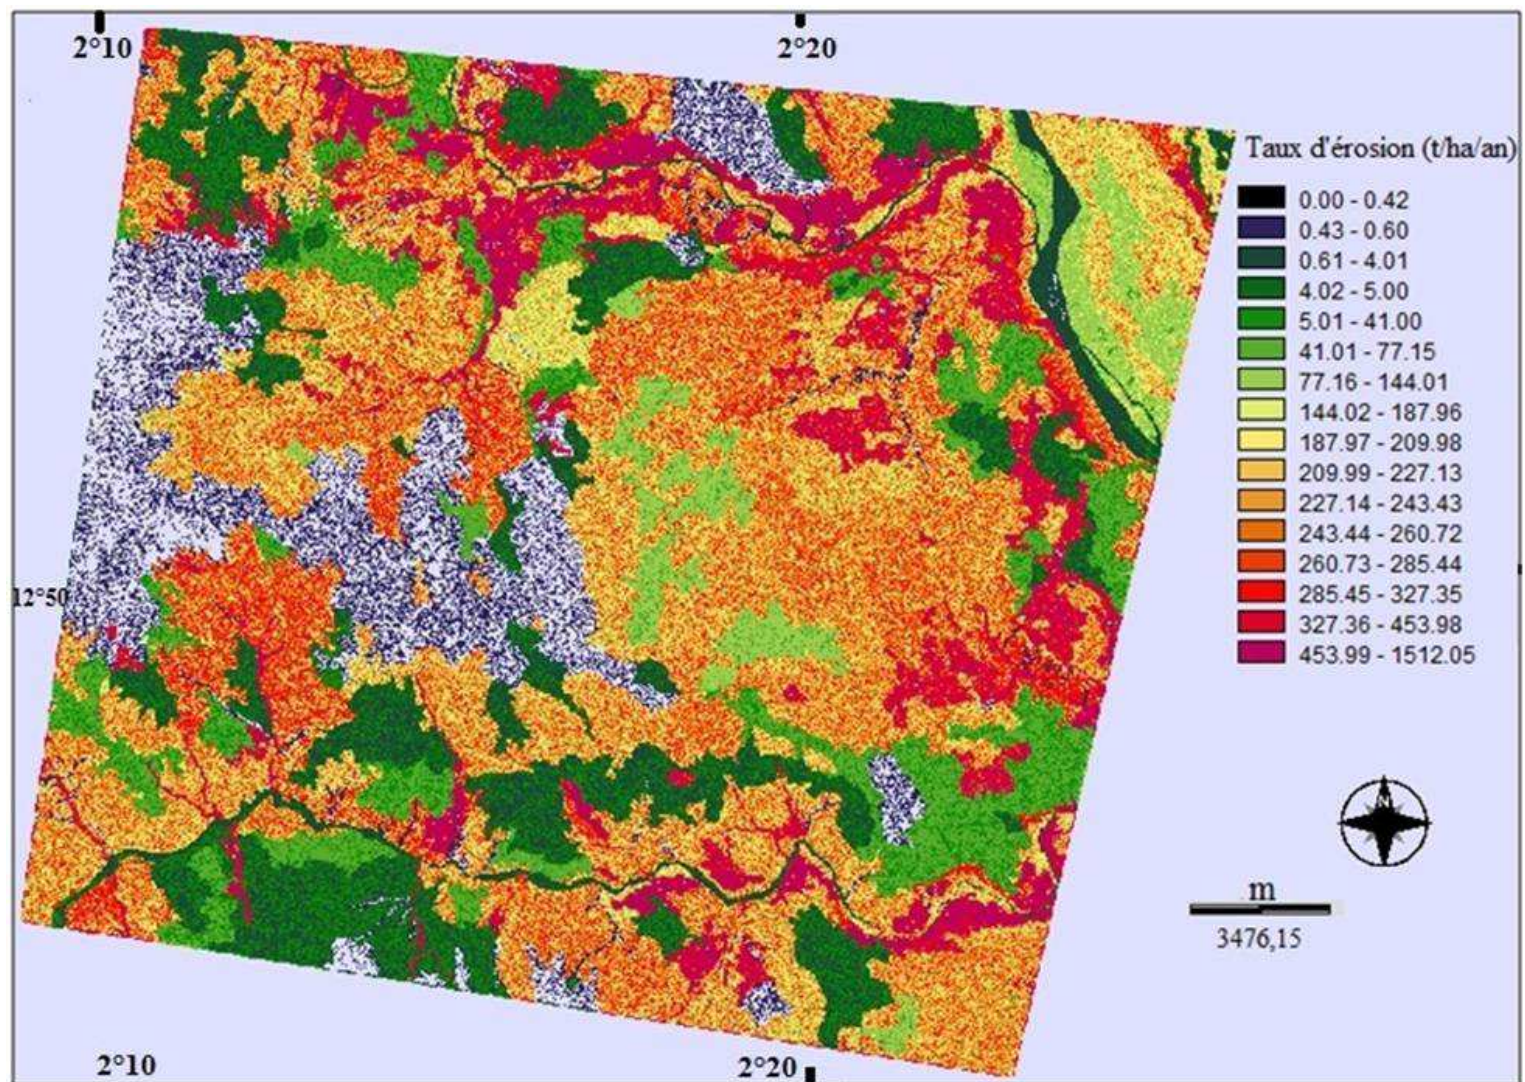 2°10
2°20
Taux d'érosion (t/ha/an)
0.00 - 0.42
0.43 - 0.60
0.61 - 4.01
4.02 - 5.00
5.01 - 41.00
41.01 - 77.15
77.16 - 144.01
144.02 - 187.96
187.97 - 209.98
209.99 - 227.13
227.14 - 243.43
243.44 - 260.72
260.73 - 285.44
285.45 - 327.35
327.36 - 453.98
453.99 - 1512.05
12°50
N
m
3476,15
2°10
2°20